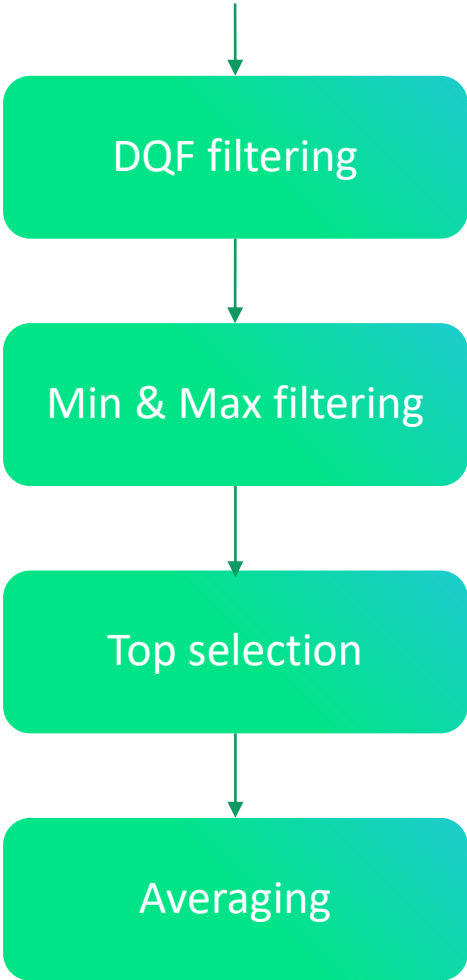 DQF filtering
Min & Max filtering
Top selection
Averaging